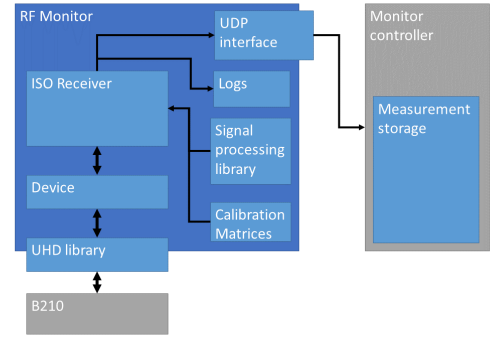 RF Monitor
UDP
interface
Monitor
controller
ISO Receiver
Logs
Measurement
storage
Signal
processing
library
Device
Calibration
Matrices
UHD library
B210